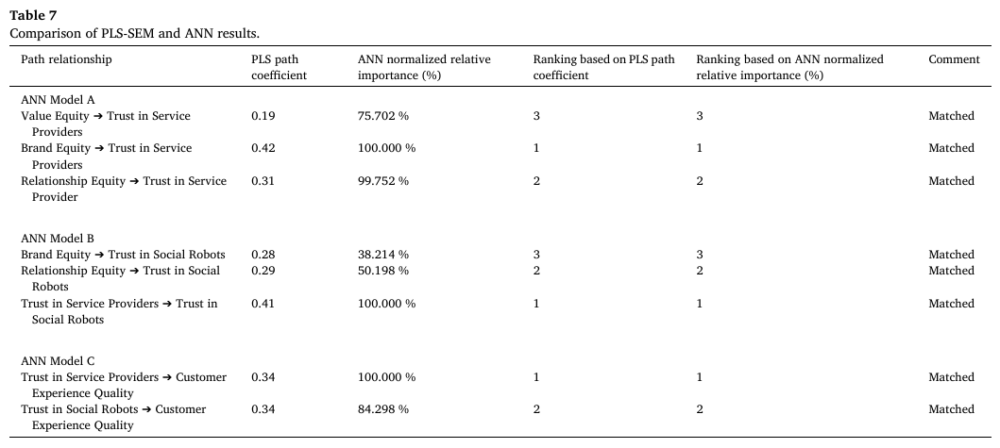 Table 7
Comparison of PLS-SEM and ANN results.
Path relationship PLS path coefficient ANN normalized relative importance (%) Ranking based on PLS path coefficient Ranking based on ANN normalized relative importance (%) Comment
ANN Model A
Value Equity ➔ Trust in Service Providers 0.19 75.702 % 3 3 Matched
Brand Equity ➔ Trust in Service Providers 0.42 100.000 % 1 1 Matched
Relationship Equity ➔ Trust in Service Provider 0.31 99.752 % 2 2 Matched
ANN Model B
Brand Equity ➔ Trust in Social Robots 0.28 38.214 % 3 3 Matched
Relationship Equity ➔ Trust in Social Robots 0.29 50.198 % 2 2 Matched
Trust in Service Providers ➔ Trust in Social Robots 0.41 100.000 % 1 1 Matched
ANN Model C
Trust in Service Providers ➔ Customer Experience Quality 0.34 100.000 % 1 1 Matched
Trust in Social Robots ➔ Customer Experience Quality 0.34 84.298 % 2 2 Matched